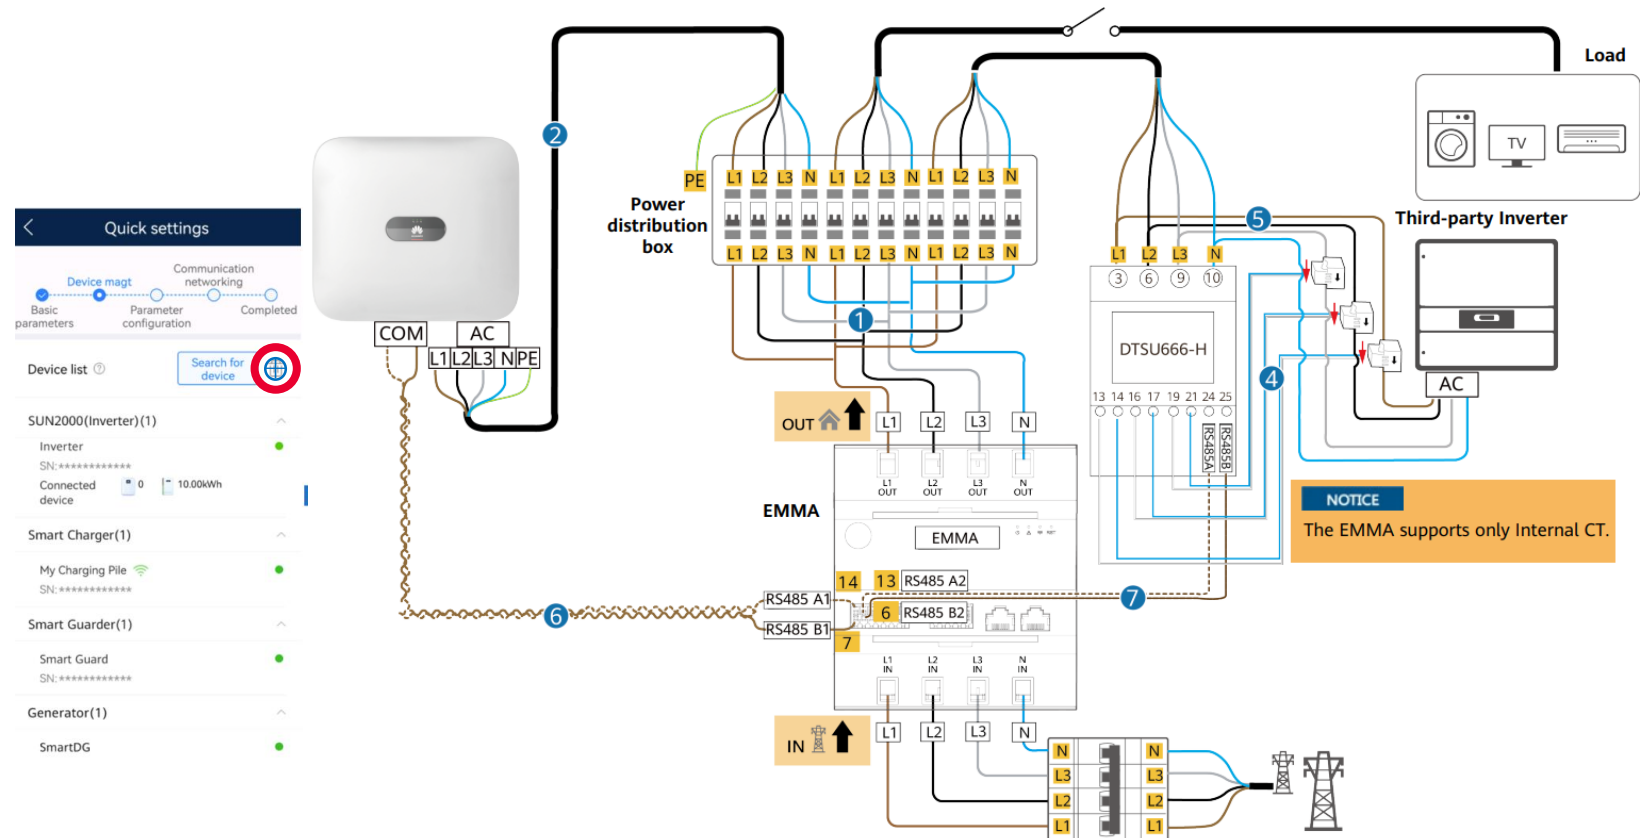 Quick settings
Device magt
Communication
networking
Basic
parameters
Parameter
configuration
Completed
Device list ?
Search for
device
SUN2000(Inverter)(1)
Inverter
SN:************
Connected
device
0
10.00kWh
Smart Charger(1)
My Charging Pile
SN:************
Smart Guarder(1)
Smart Guard
SN:************
Generator(1)
SmartDG
COM
AC
L1 L2 L3 N PE
2
Power
distribution
box
PE
L1 L2 L3 N L1 L2 L3 N L1 L2 L3 N
L1 L2 L3 N L1 L2 L3 N L1 L2 L3 N
1
Load
TV
5
Third-party Inverter
AC
L1 L2 L3 N
3 6 9 10
DTSU666-H
13 14 16 17 19 21 24 25
RS485A
RS485B
4
NOTICE
The EMMA supports only Internal CT.
OUT
L1 L2 L3 N
L1 OUT
L2 OUT
L3 OUT
N OUT
EMMA
EMMA
14
13 RS485 A2
RS485 A1
6 RS485 B2
RS485 B1
7
6
7
L1 IN
L2 IN
L3 IN
N IN
IN
L1 L2 L3 N
N N
L3 L3
L2 L2
L1 L1